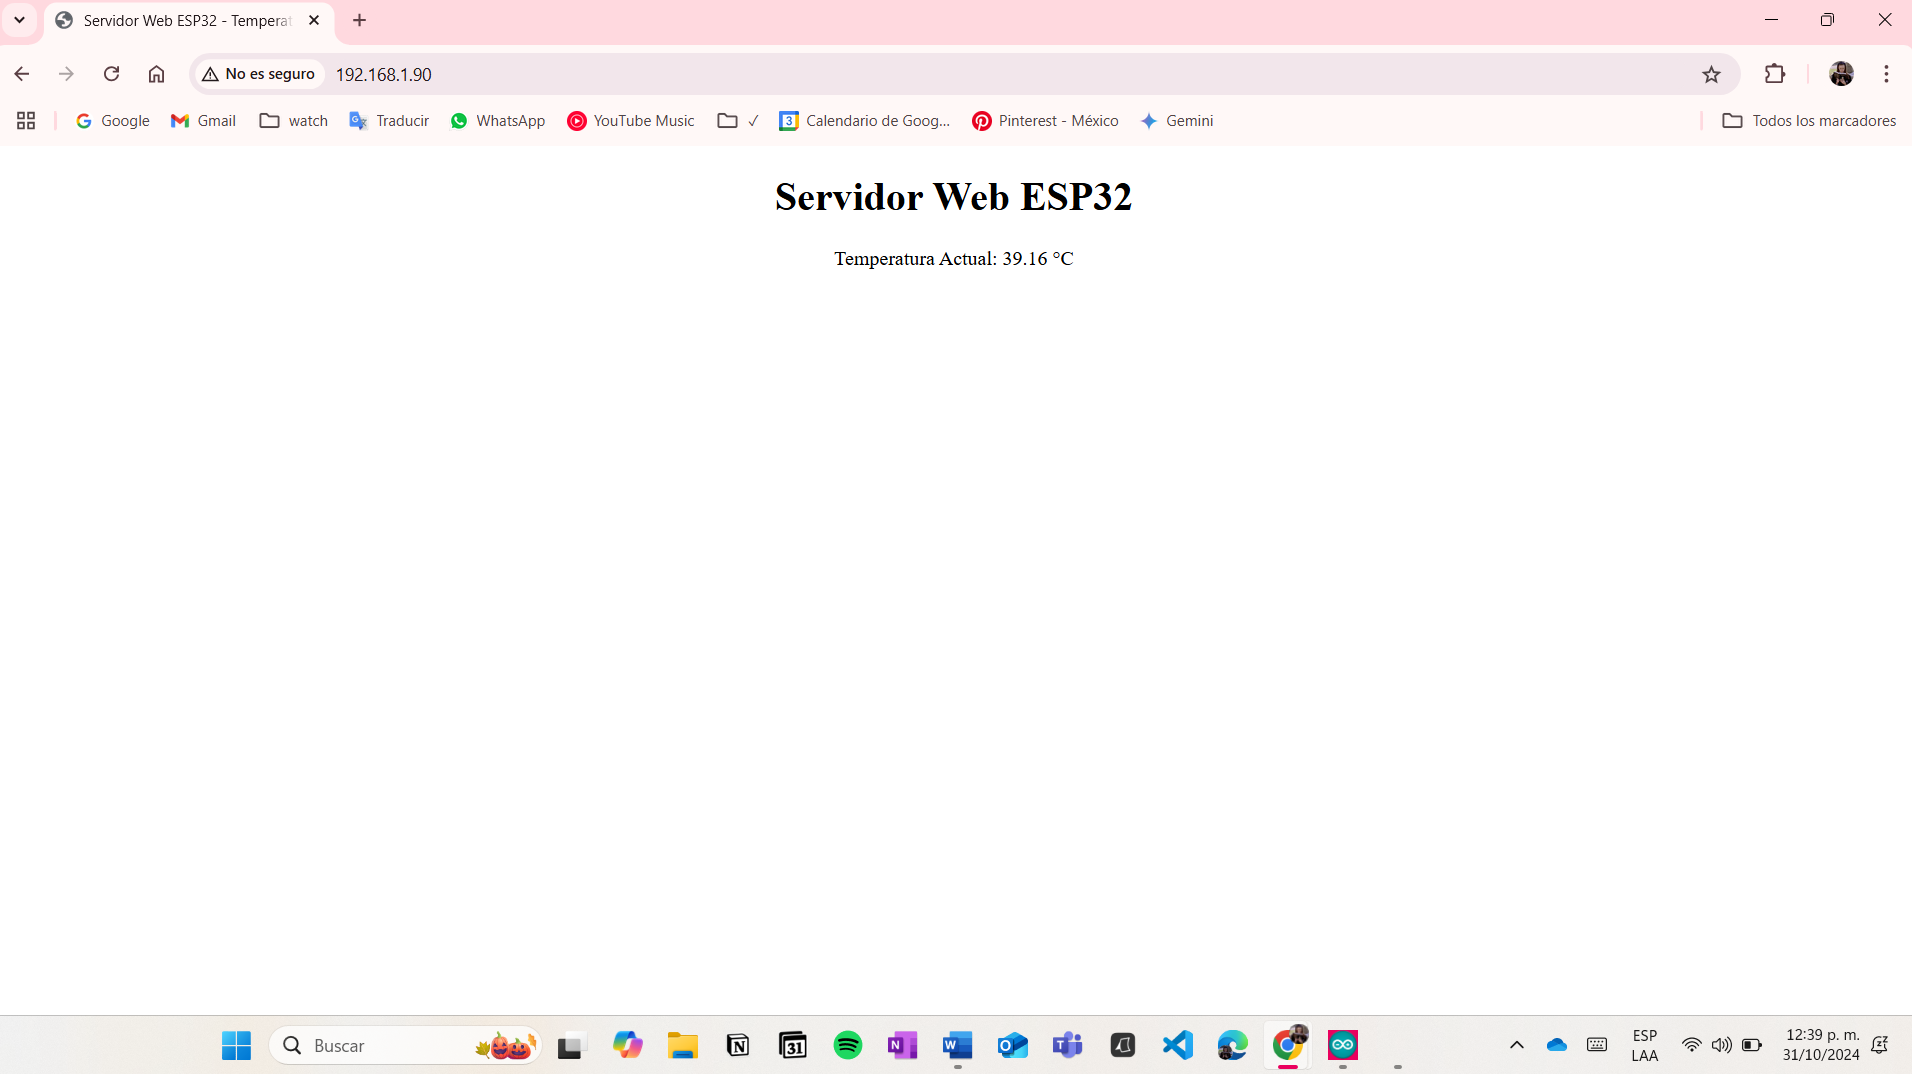 Servidor Web ESP32 - Temperat
No es seguro 192.168.1.90
Google Gmail watch Traducir WhatsApp YouTube Music ✓ Calendario de Goog... Pinterest - México Gemini Todos los marcadores
Servidor Web ESP32
Temperatura Actual: 39.16 °C
Buscar
ESP
LAA
12:39 p. m.
31/10/2024